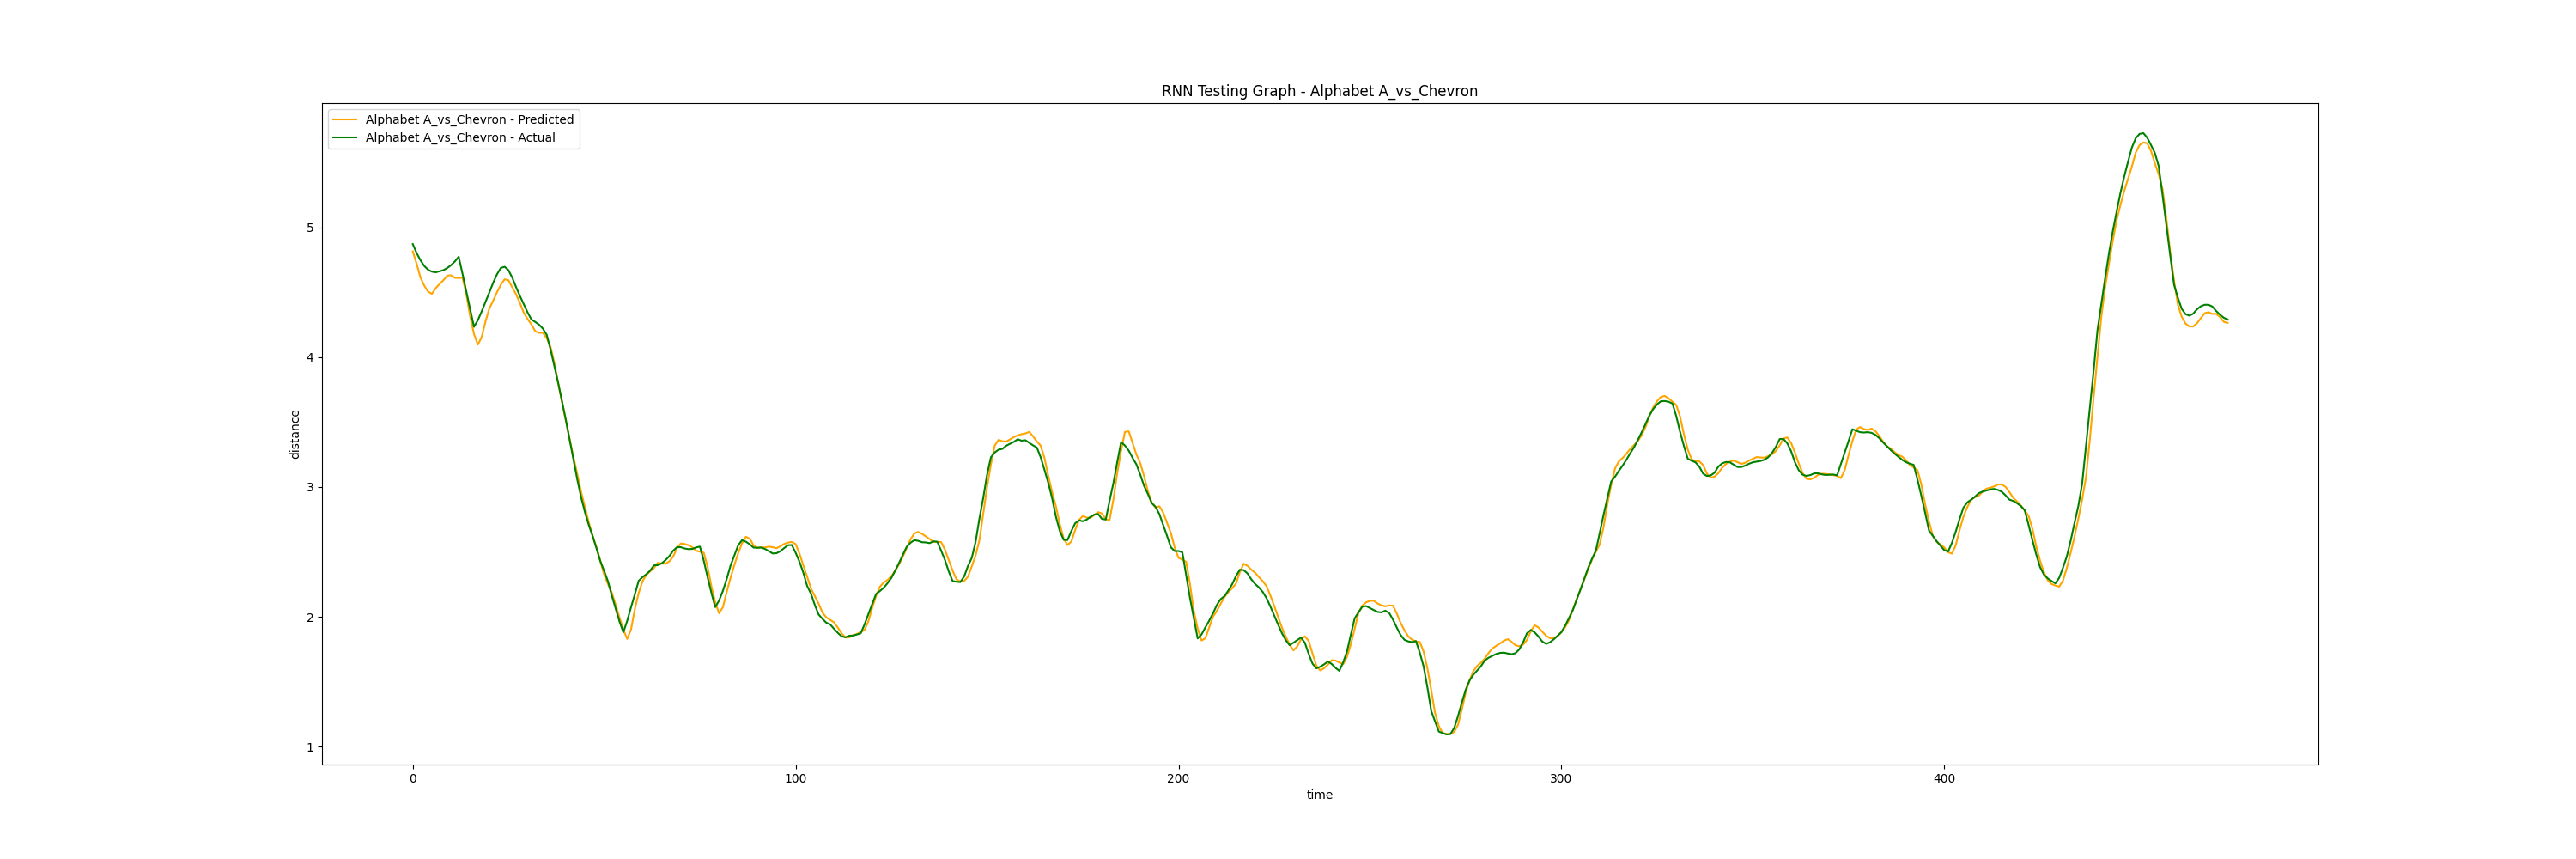 RNN Testing Graph - Alphabet A_vs_Chevron
Alphabet A_vs_Chevron - Predicted
Alphabet A_vs_Chevron - Actual
distance
5
4
3
2
1
0 100 200 300 400
time